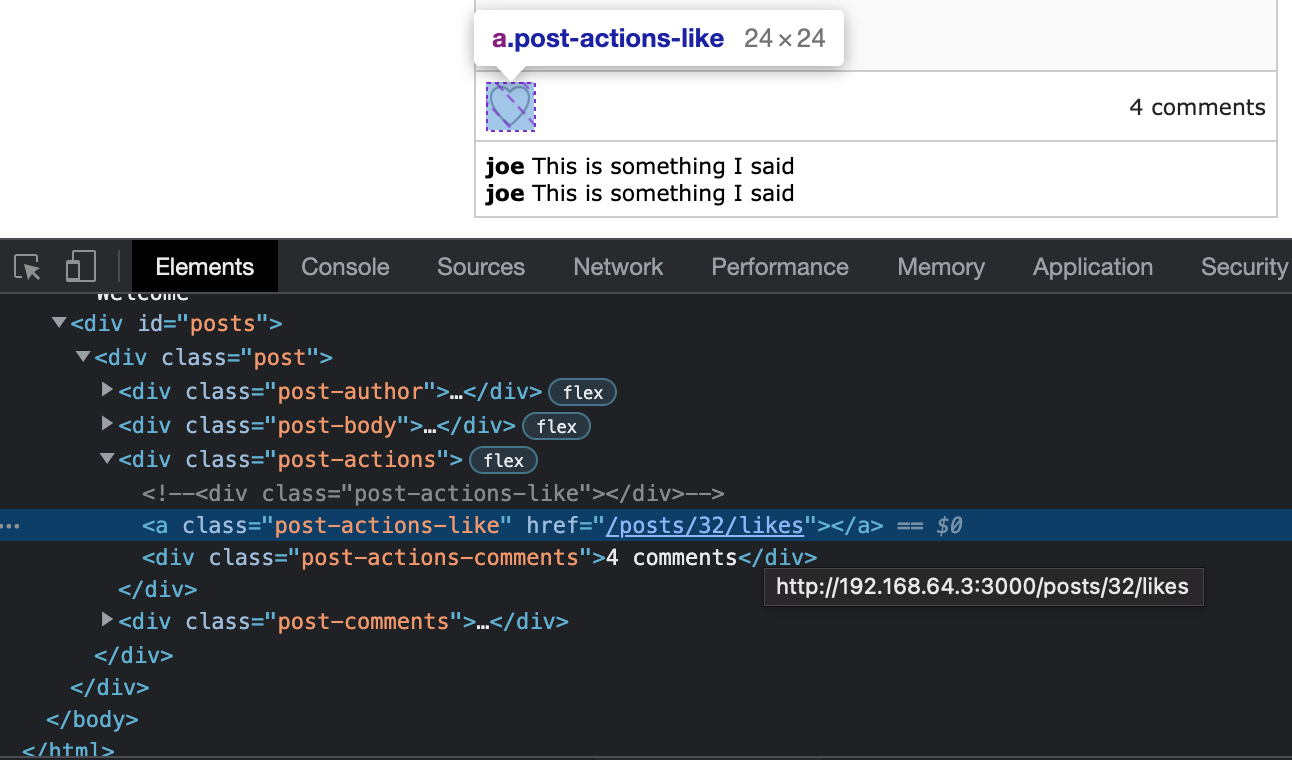 a.post-actions-like 24×24
4 comments
joe This is something I said
joe This is something I said
Elements Console Sources Network Performance Memory Application Security
Welcome
<div id="posts">
<div class="post">
<div class="post-author">…</div> flex
<div class="post-body">…</div> flex
<div class="post-actions"> flex
<!--<div class="post-actions-like"></div>-->
<a class="post-actions-like" href="/posts/32/likes"></a> == $0
<div class="post-actions-comments">4 comments</div>
http://192.168.64.3:3000/posts/32/likes
</div>
<div class="post-comments">…</div>
</div>
</div>
</body>
</html>